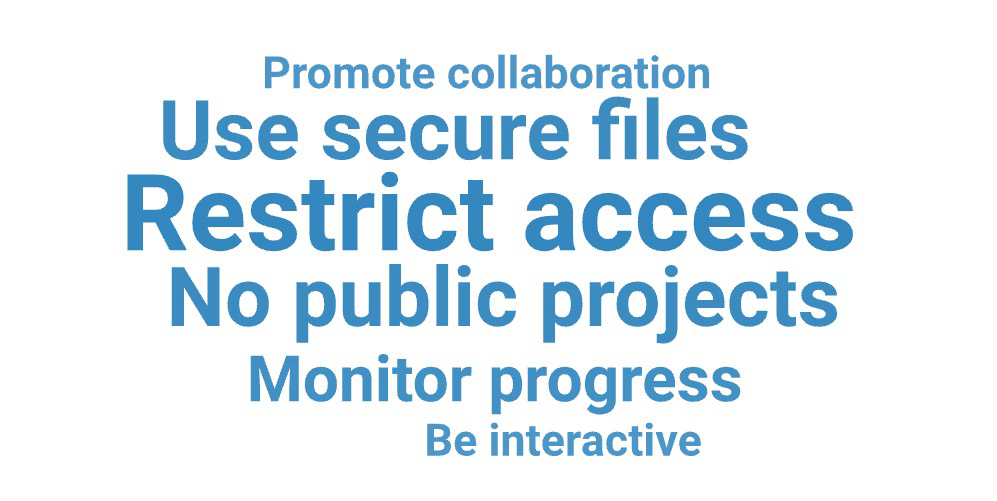 Promote collaboration
Use secure files
Restrict access
No public projects
Monitor progress
Be interactive